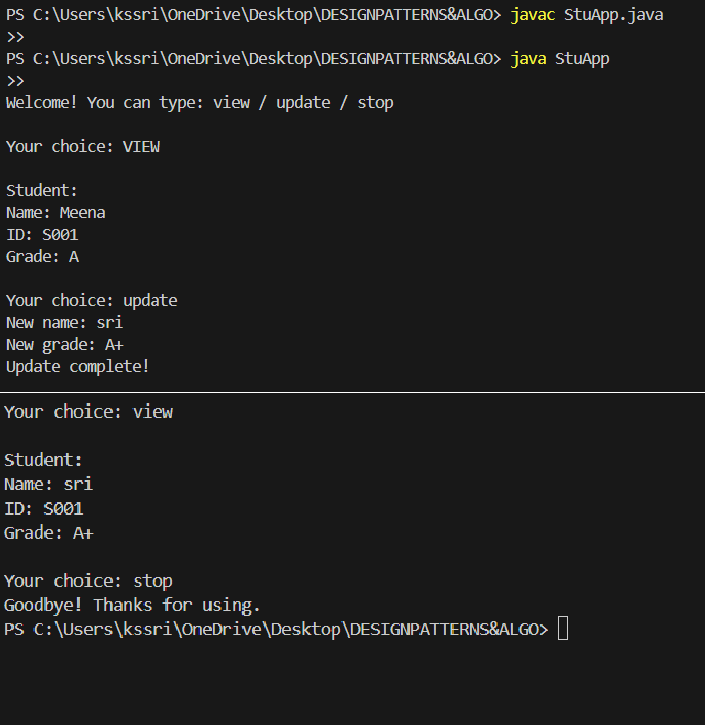 PS C:\Users\kssri\OneDrive\Desktop\DESIGNPATTERNS&ALGO> javac StuApp.java
>>
PS C:\Users\kssri\OneDrive\Desktop\DESIGNPATTERNS&ALGO> java StuApp
>>
Welcome! You can type: view / update / stop
Your choice: VIEW
Student:
Name: Meena
ID: S001
Grade: A
Your choice: update
New name: sri
New grade: A+
Update complete!
Your choice: view
Student:
Name: sri
ID: S001
Grade: A+
Your choice: stop
Goodbye! Thanks for using.
PS C:\Users\kssri\OneDrive\Desktop\DESIGNPATTERNS&ALGO>